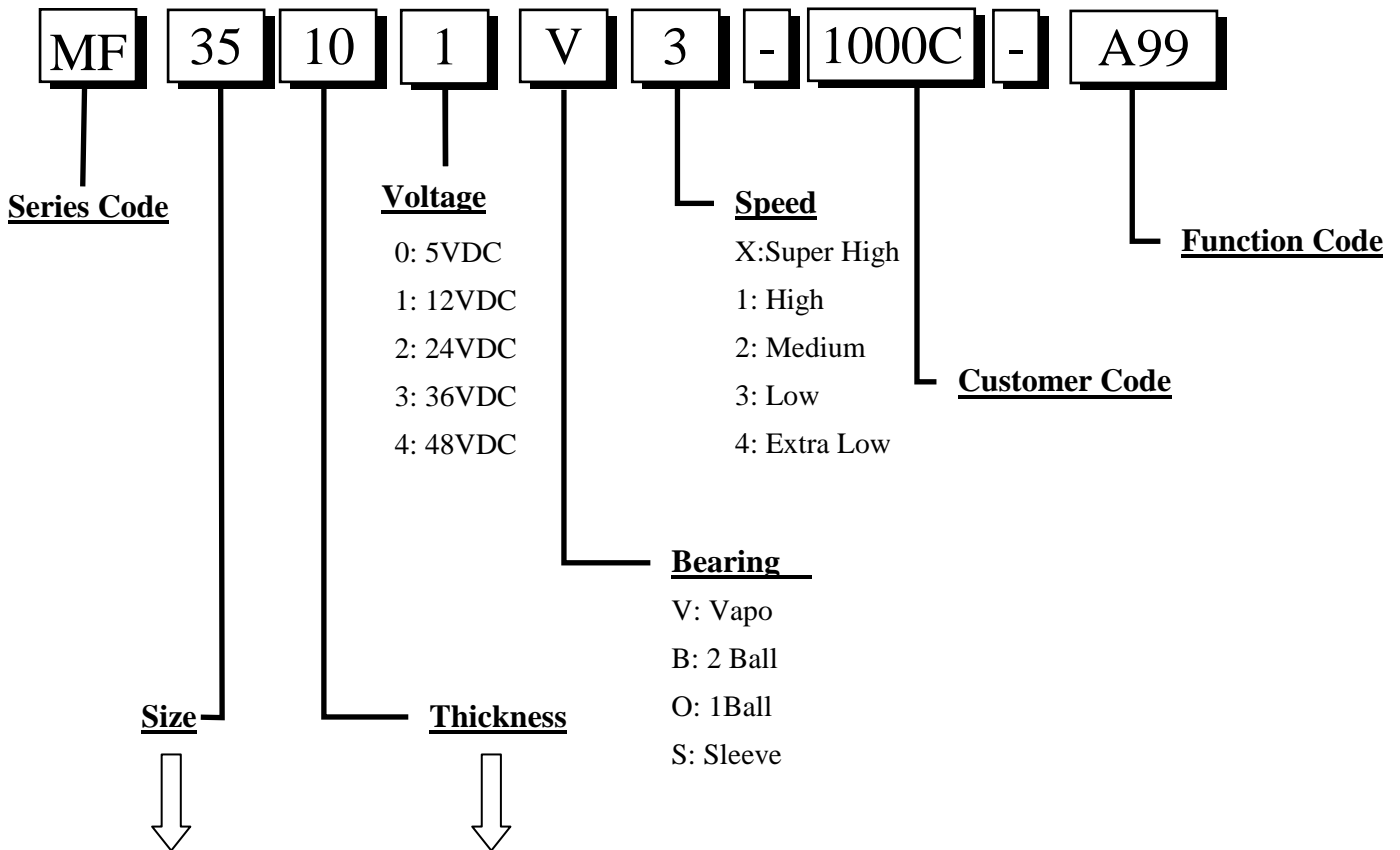 MF 35 10 1 V 3 - 1000C - A99
Series Code
Voltage
0: 5VDC
1: 12VDC
2: 24VDC
3: 36VDC
4: 48VDC
Speed
X:Super High
1: High
2: Medium
3: Low
4: Extra Low
Function Code
Customer Code
Bearing
V: Vapo
B: 2 Ball
O: 1Ball
S: Sleeve
Size
Thickness